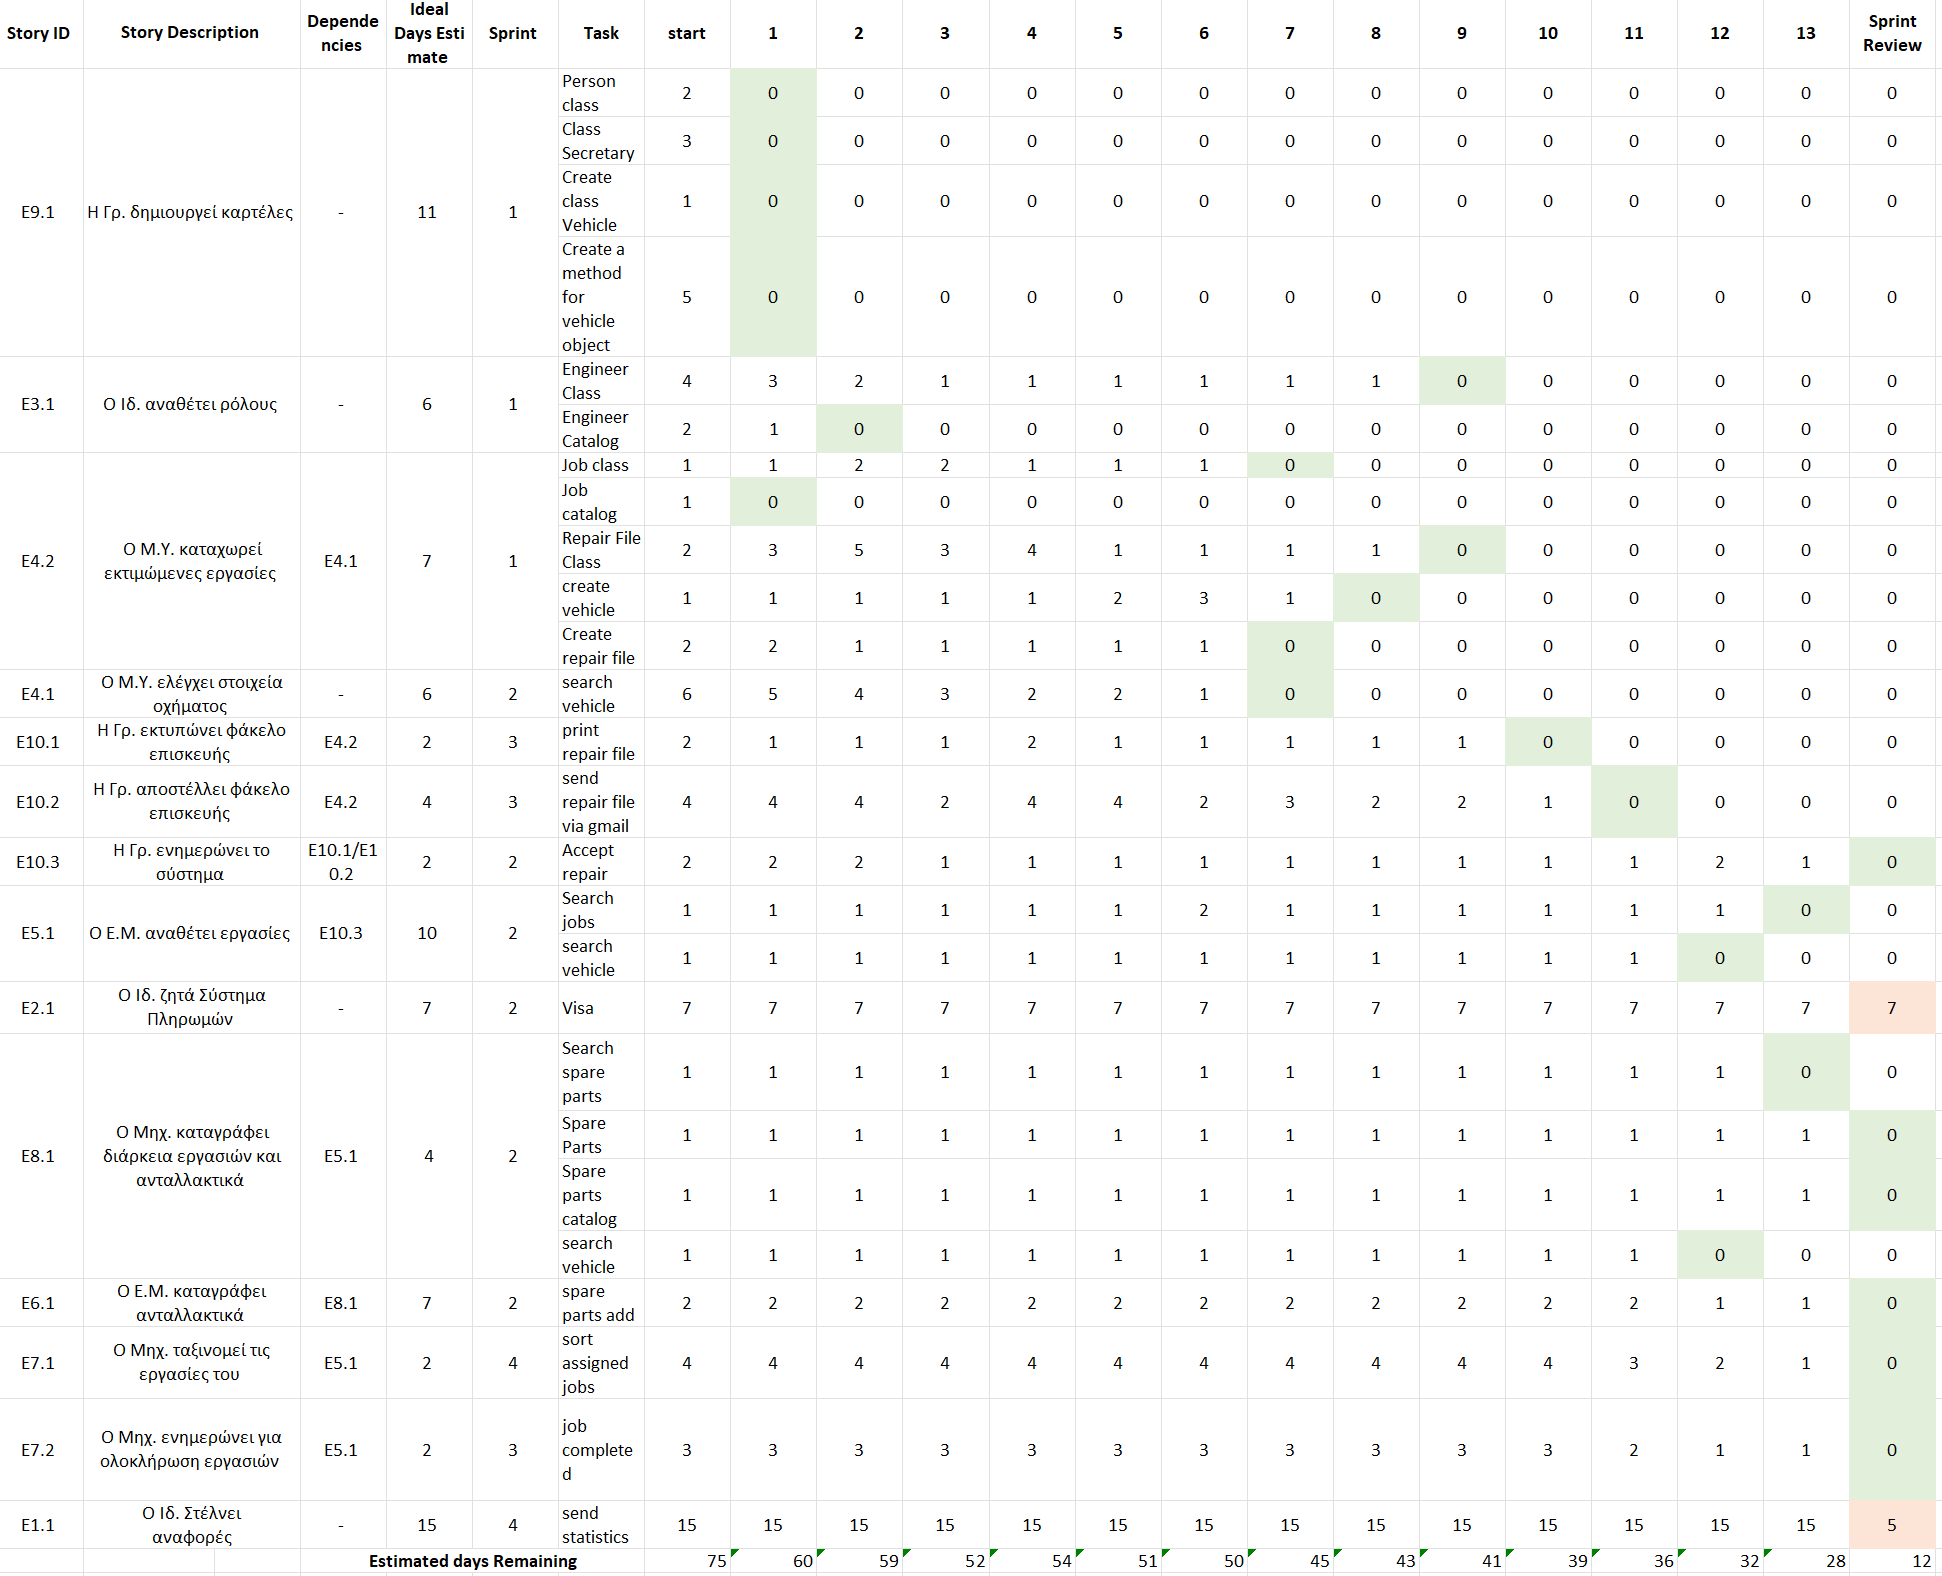 Story ID Story Description Dependencies Ideal Days Estimate Sprint Task start 1 2 3 4 5 6 7 8 9 10 11 12 13 Sprint Review
E9.1 Η Γρ. δημιουργεί καρτέλες - 11 1 Person class 2 0 0 0 0 0 0 0 0 0 0 0 0 0 0
Class Secretary 3 0 0 0 0 0 0 0 0 0 0 0 0 0 0
Create class Vehicle 1 0 0 0 0 0 0 0 0 0 0 0 0 0 0
Create a method for vehicle object 5 0 0 0 0 0 0 0 0 0 0 0 0 0 0
E3.1 Ο Ιδ. αναθέτει ρόλους - 6 1 Engineer Class 4 3 2 1 1 1 1 1 1 0 0 0 0 0 0
Engineer Catalog 2 1 0 0 0 0 0 0 0 0 0 0 0 0 0
E4.2 Ο Μ.Υ. καταχωρεί εκτιμώμενες εργασίες E4.1 7 1 Job class 1 1 2 2 1 1 1 0 0 0 0 0 0 0 0
Job catalog 1 0 0 0 0 0 0 0 0 0 0 0 0 0 0
Repair File Class 2 3 5 3 4 1 1 1 1 0 0 0 0 0 0
create vehicle 1 1 1 1 1 2 3 1 0 0 0 0 0 0 0
Create repair file 2 2 1 1 1 1 1 0 0 0 0 0 0 0 0
E4.1 Ο Μ.Υ. ελέγχει στοιχεία οχήματος - 6 2 search vehicle 6 5 4 3 2 2 1 0 0 0 0 0 0 0 0
E10.1 Η Γρ. εκτυπώνει φάκελο επισκευής E4.2 2 3 print repair file 2 1 1 1 2 1 1 1 1 1 0 0 0 0 0
E10.2 Η Γρ. αποστέλλει φάκελο επισκευής E4.2 4 3 send repair file via gmail 4 4 4 2 4 4 2 3 2 2 1 0 0 0 0
E10.3 Η Γρ. ενημερώνει το σύστημα E10.1/E10.2 2 2 Accept repair 2 2 2 1 1 1 1 1 1 1 1 1 2 1 0
E5.1 Ο Ε.Μ. αναθέτει εργασίες E10.3 10 2 Search jobs 1 1 1 1 1 1 2 1 1 1 1 1 1 0 0
search vehicle 1 1 1 1 1 1 1 1 1 1 1 1 0 0 0
E2.1 Ο Ιδ. ζητά Σύστημα Πληρωμών - 7 2 Visa 7 7 7 7 7 7 7 7 7 7 7 7 7 7 7
E8.1 Ο Μηχ. καταγράφει διάρκεια εργασιών και ανταλλακτικά E5.1 4 2 Search spare parts 1 1 1 1 1 1 1 1 1 1 1 1 1 0 0
Spare Parts 1 1 1 1 1 1 1 1 1 1 1 1 1 1 0
Spare parts catalog 1 1 1 1 1 1 1 1 1 1 1 1 1 1 0
search vehicle 1 1 1 1 1 1 1 1 1 1 1 1 0 0 0
E6.1 Ο Ε.Μ. καταγράφει ανταλλακτικά E8.1 7 2 spare parts add 2 2 2 2 2 2 2 2 2 2 2 2 1 1 0
E7.1 Ο Μηχ. ταξινομεί τις εργασίες του E5.1 2 4 sort assigned jobs 4 4 4 4 4 4 4 4 4 4 4 3 2 1 0
E7.2 Ο Μηχ. ενημερώνει για ολοκλήρωση εργασιών E5.1 2 3 job completed 3 3 3 3 3 3 3 3 3 3 3 2 1 1 0
E1.1 Ο Ιδ. Στέλνει αναφορές - 15 4 send statistics 15 15 15 15 15 15 15 15 15 15 15 15 15 15 5
Estimated days Remaining 75 60 59 52 54 51 50 45 43 41 39 36 32 28 12